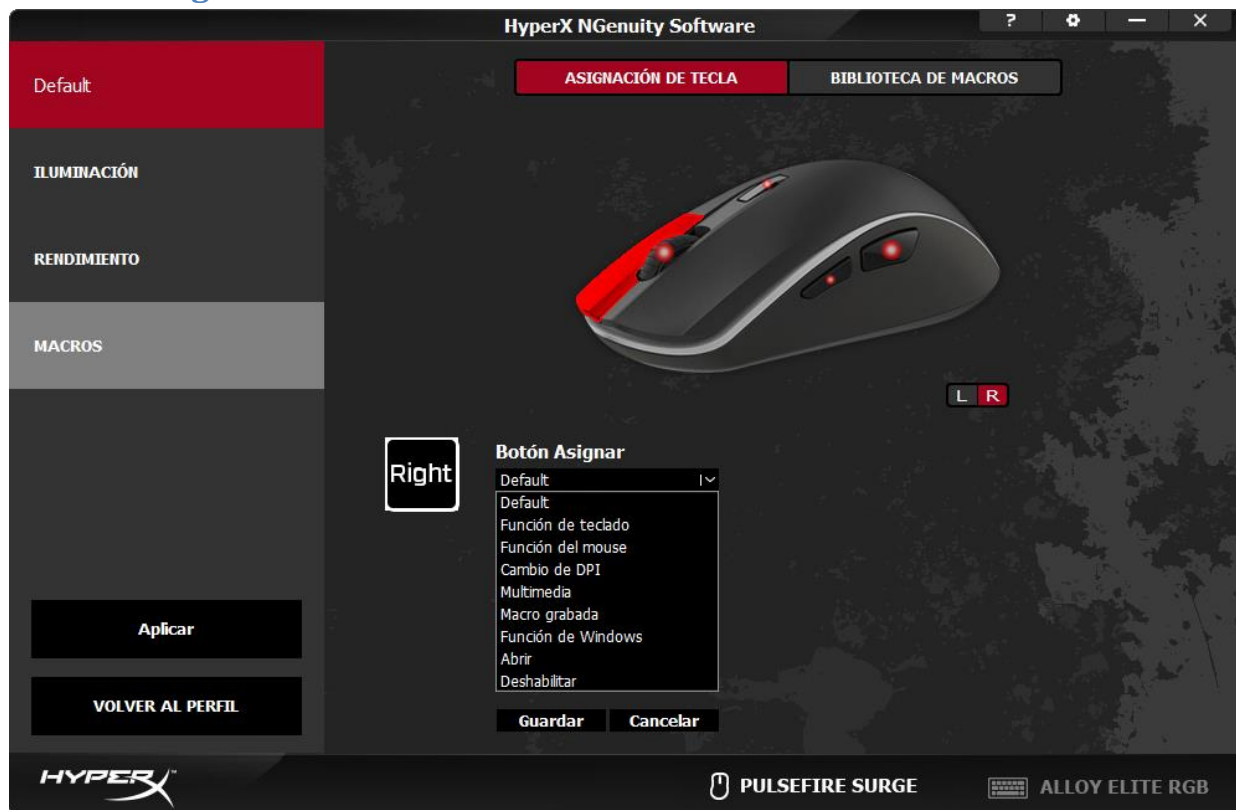 HyperX NGenuity Software
?
Default
ASIGNACIÓN DE TECLA
BIBLIOTECA DE MACROS
ILUMINACIÓN
RENDIMIENTO
MACROS
L R
Right
Botón Asignar
Default
Default
Función de teclado
Función del mouse
Cambio de DPI
Multimedia
Macro grabada
Función de Windows
Abrir
Deshabilitar
Guardar Cancelar
Aplicar
VOLVER AL PERFIL
HYPERX
PULSEFIRE SURGE
ALLOY ELITE RGB